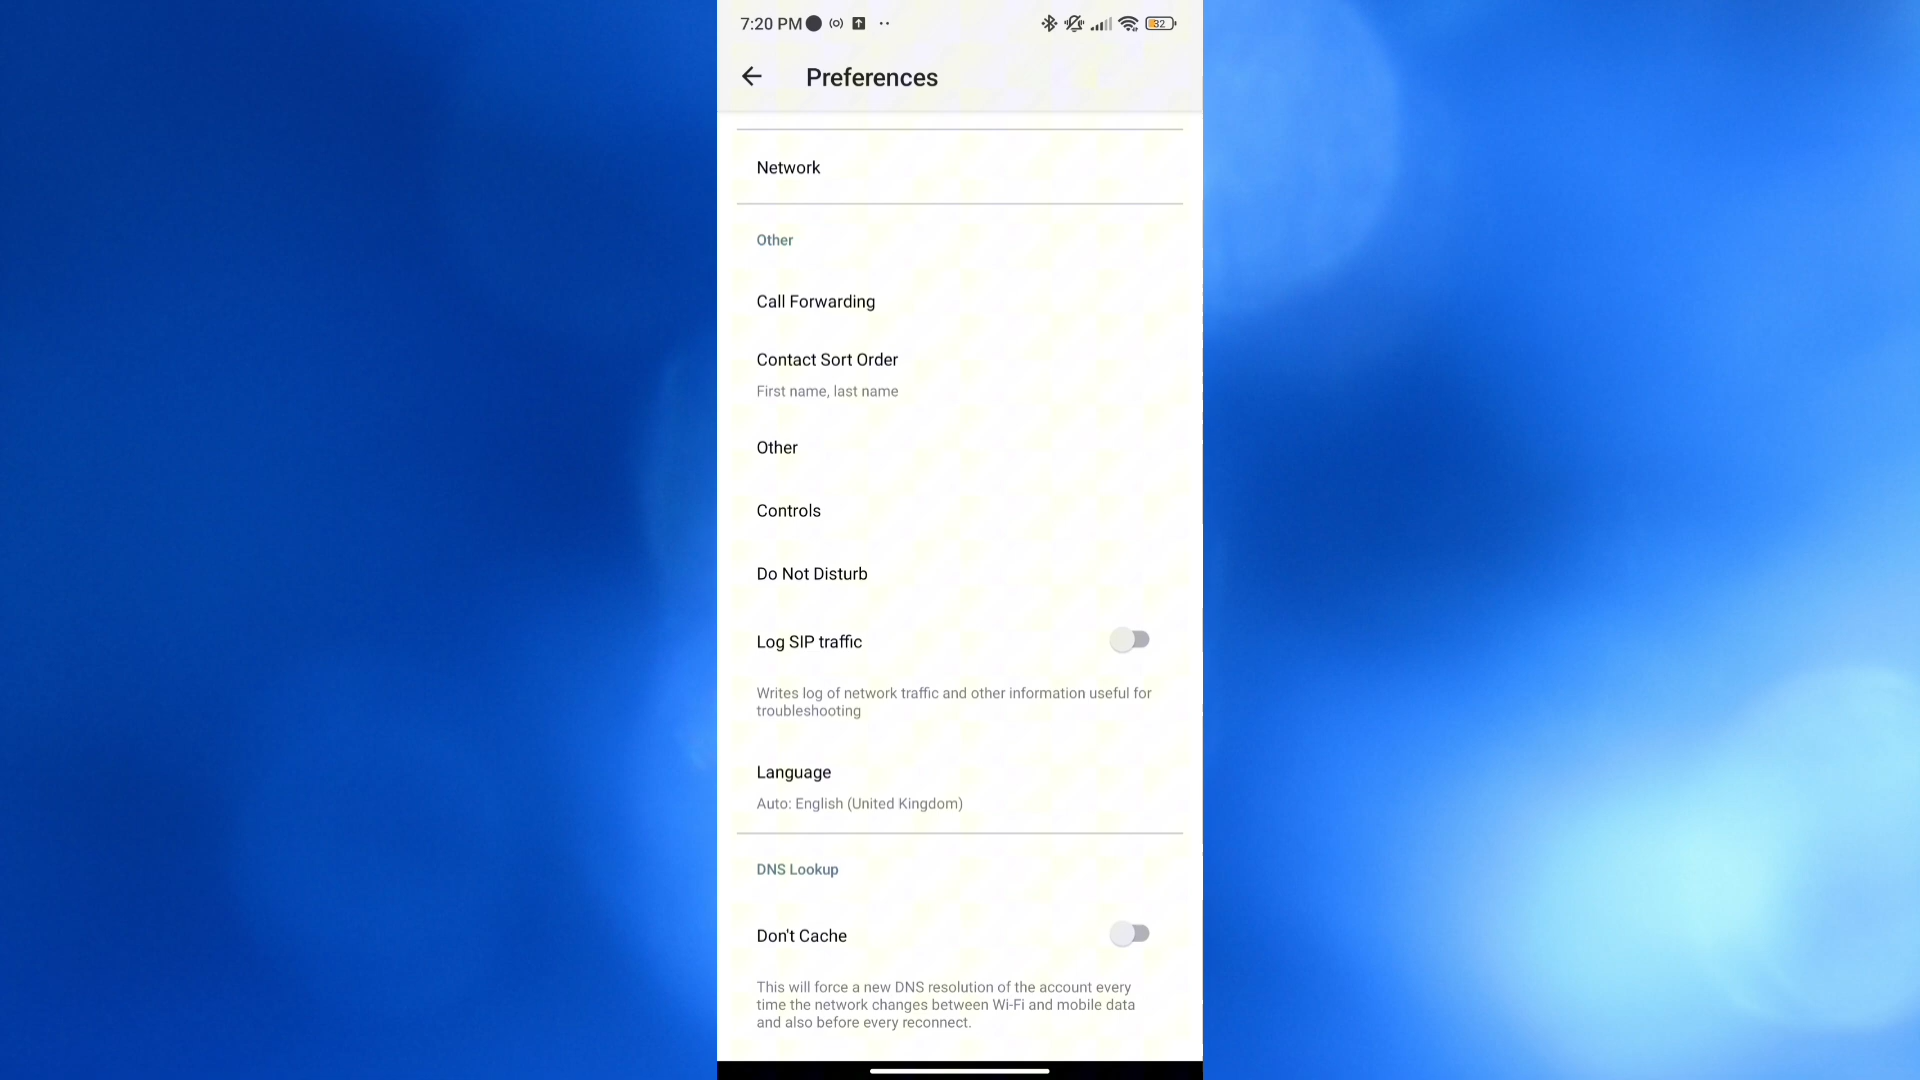 7:20 PM
32
Preferences
Network
Other
Call Forwarding
Contact Sort Order
First name, last name
Other
Controls
Do Not Disturb
Log SIP traffic
Writes log of network traffic and other information useful for
troubleshooting
Language
Auto: English (United Kingdom)
DNS Lookup
Don't Cache
This will force a new DNS resolution of the account every
time the network changes between Wi-Fi and mobile data
and also before every reconnect.